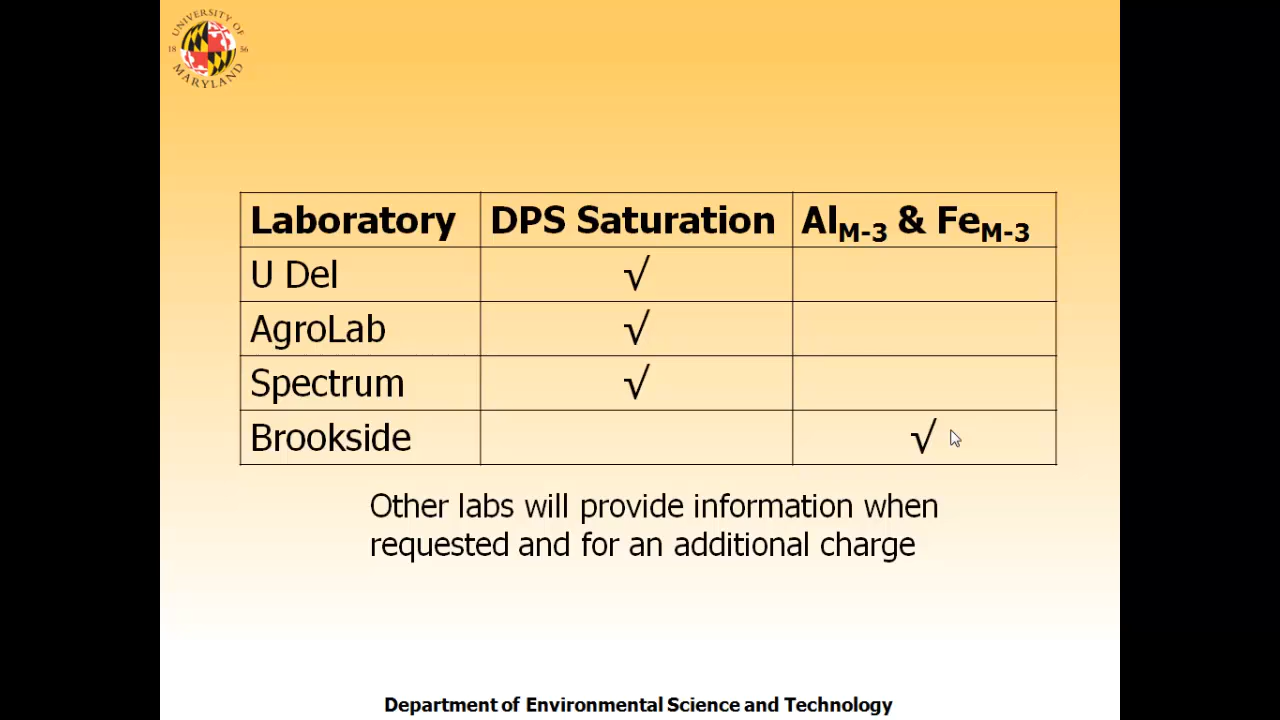 UNIVERSITY OF
18 56
MARYLAND
Laboratory DPS Saturation AlM-3 & FeM-3
U Del √
AgroLab √
Spectrum √
Brookside √
Other labs will provide information when
requested and for an additional charge
Department of Environmental Science and Technology